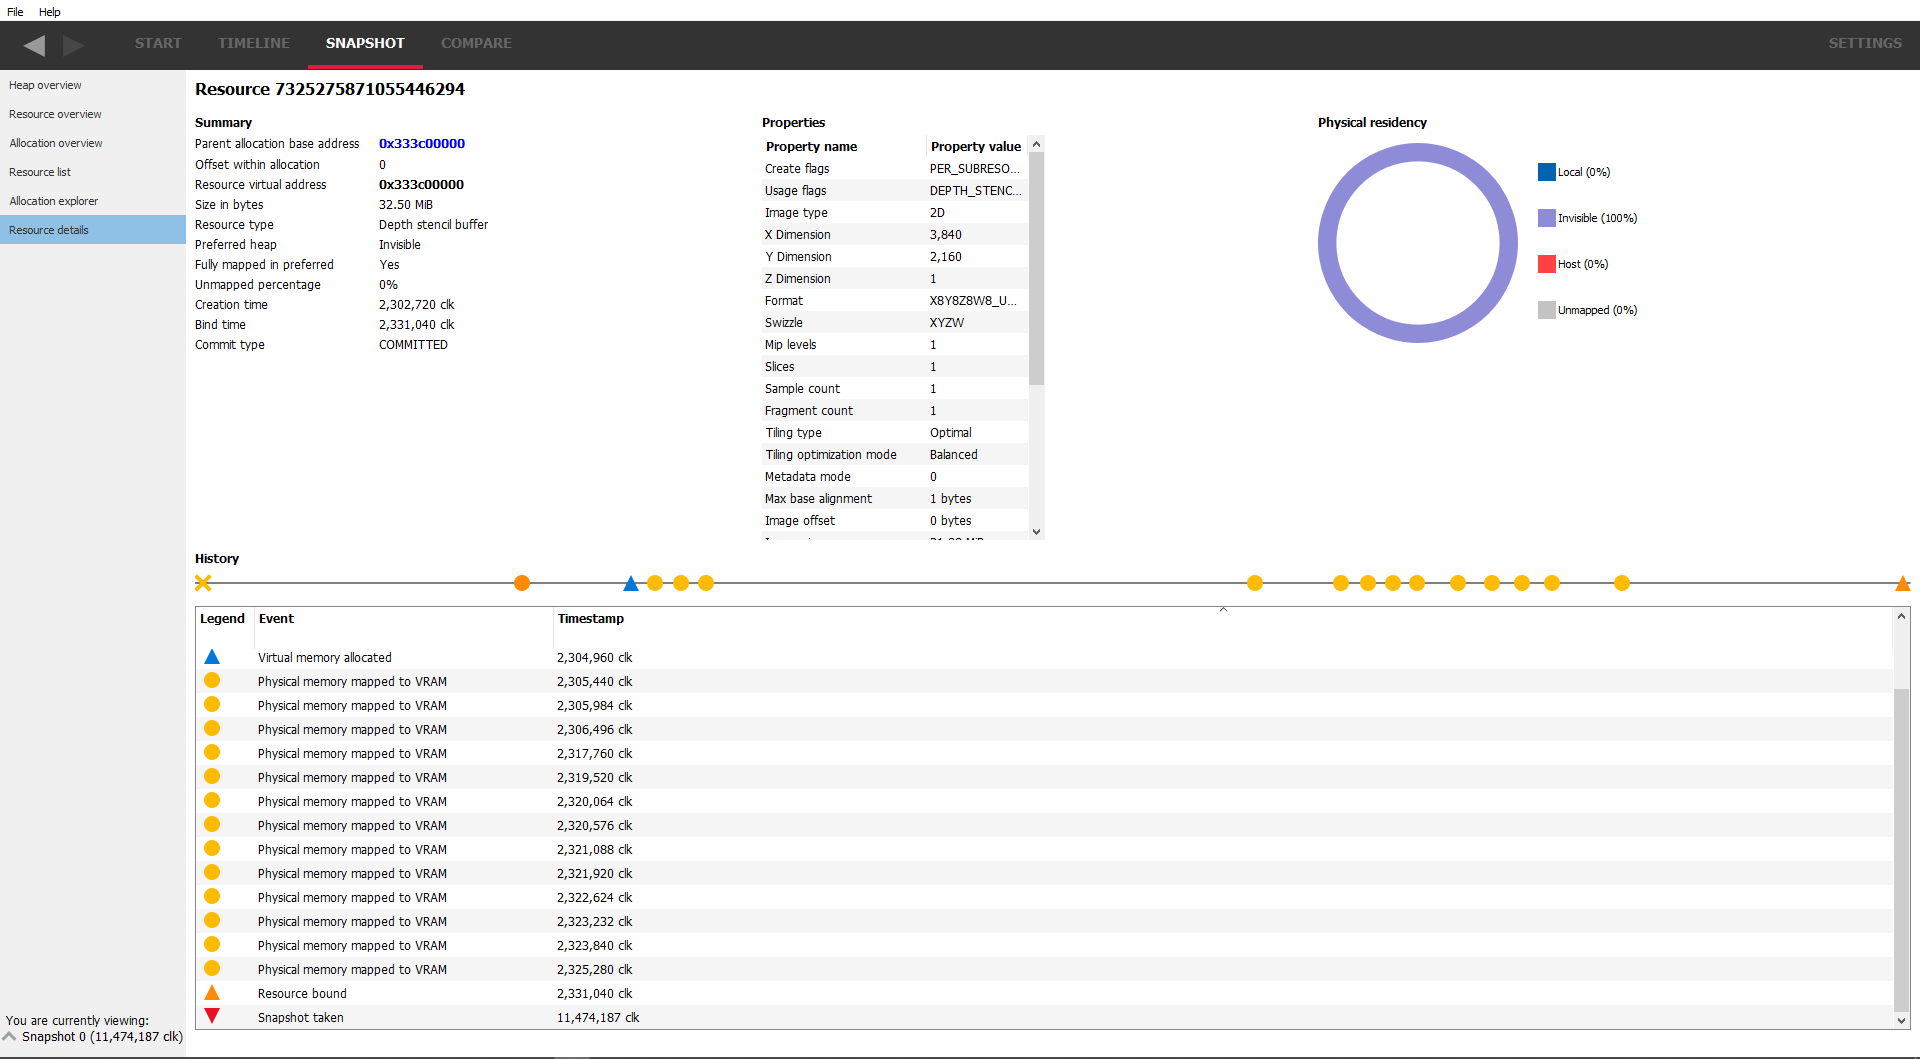 File Help
START TIMELINE SNAPSHOT COMPARE SETTINGS
Heap overview
Resource overview
Allocation overview
Resource list
Allocation explorer
Resource details
Resource 7325275871055446294
Summary
Parent allocation base address 0x333c00000
Offset within allocation 0
Resource virtual address 0x333c00000
Size in bytes 32.50 MiB
Resource type Depth stencil buffer
Preferred heap Invisible
Fully mapped in preferred Yes
Unmapped percentage 0%
Creation time 2,302,720 clk
Bind time 2,331,040 clk
Commit type COMMITTED
Properties
Property name Property value
Create flags PER_SUBRESO...
Usage flags DEPTH_STENC...
Image type 2D
X Dimension 3,840
Y Dimension 2,160
Z Dimension 1
Format X8Y8Z8W8_U...
Swizzle XYZW
Mip levels 1
Slices 1
Sample count 1
Fragment count 1
Tiling type Optimal
Tiling optimization mode Balanced
Metadata mode 0
Max base alignment 1 bytes
Image offset 0 bytes
Physical residency
Local (0%)
Invisible (100%)
Host (0%)
Unmapped (0%)
History
Legend Event Timestamp
Virtual memory allocated 2,304,960 clk
Physical memory mapped to VRAM 2,305,440 clk
Physical memory mapped to VRAM 2,305,984 clk
Physical memory mapped to VRAM 2,306,496 clk
Physical memory mapped to VRAM 2,317,760 clk
Physical memory mapped to VRAM 2,319,520 clk
Physical memory mapped to VRAM 2,320,064 clk
Physical memory mapped to VRAM 2,320,576 clk
Physical memory mapped to VRAM 2,321,088 clk
Physical memory mapped to VRAM 2,321,920 clk
Physical memory mapped to VRAM 2,322,624 clk
Physical memory mapped to VRAM 2,323,232 clk
Physical memory mapped to VRAM 2,323,840 clk
Physical memory mapped to VRAM 2,325,280 clk
Resource bound 2,331,040 clk
Snapshot taken 11,474,187 clk
You are currently viewing:
Snapshot 0 (11,474,187 clk)